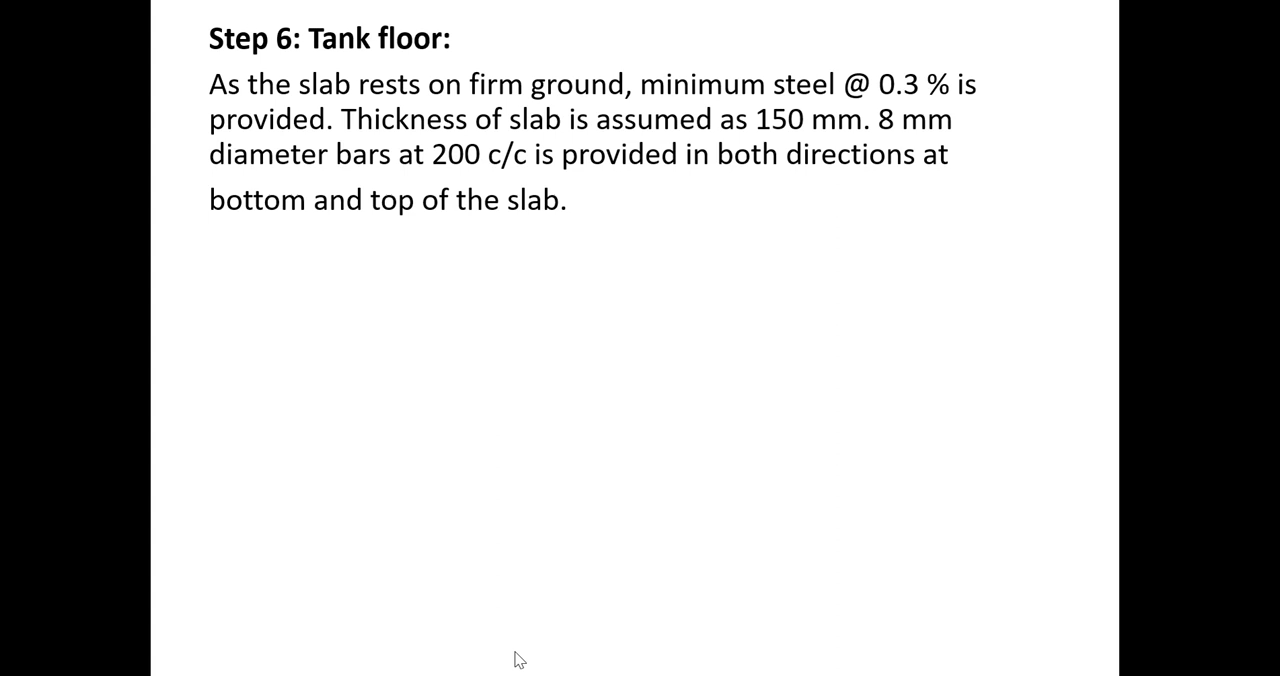 Step 6: Tank floor:
As the slab rests on firm ground, minimum steel @ 0.3 % is
provided. Thickness of slab is assumed as 150 mm. 8 mm
diameter bars at 200 c/c is provided in both directions at
bottom and top of the slab.